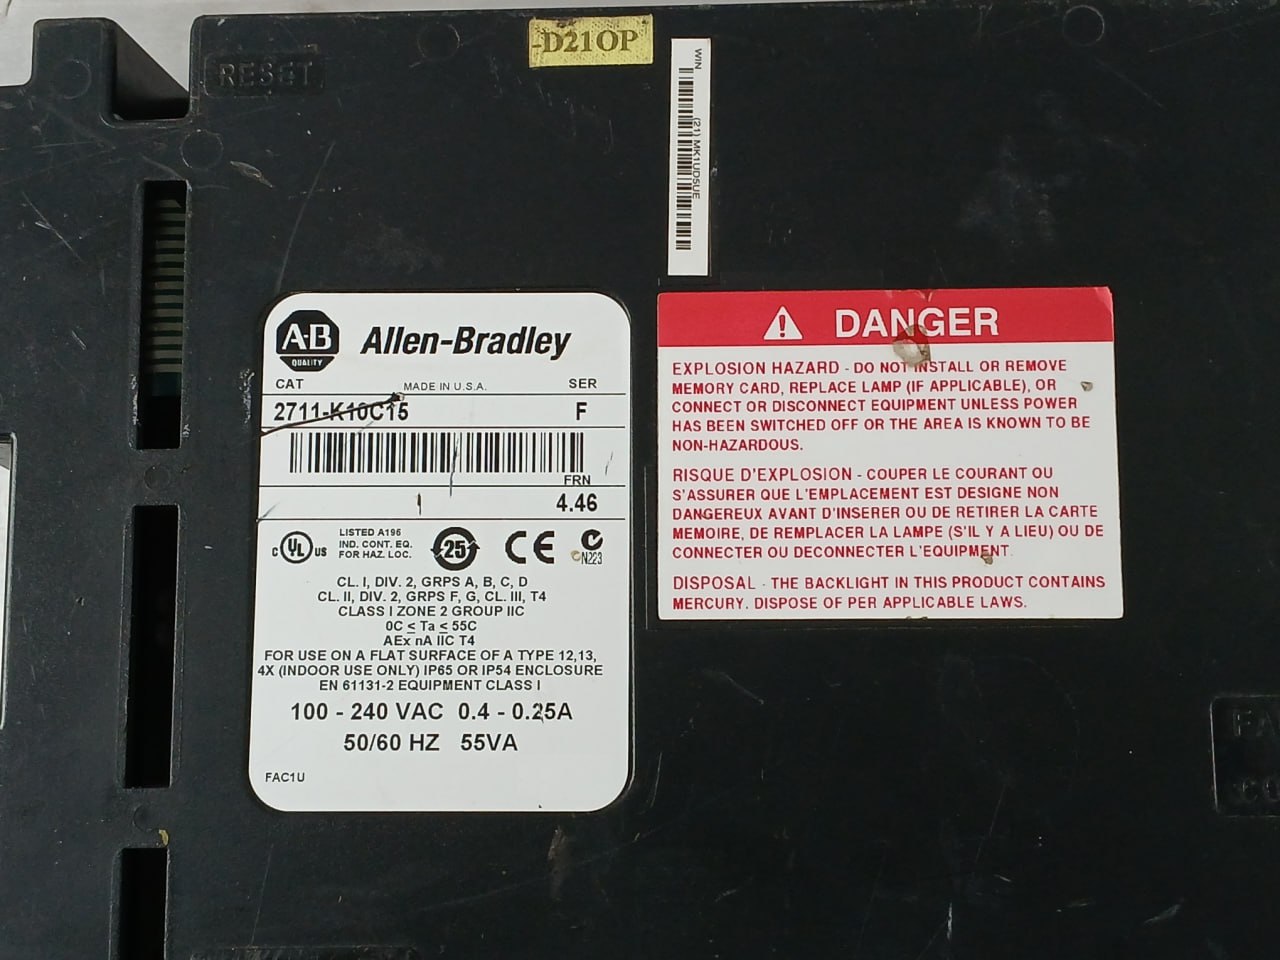 -D21OP
RESET
WIN
(21) MK1UD5UE
A-B
QUALITY
Allen-Bradley
CAT MADE IN U.S.A. SER
2711-K10C15 F
FRN
4.46
c UL US
LISTED A196
IND. CONT. EQ.
FOR HAZ. LOC.
25
CE
N223
CL. I, DIV. 2, GRPS A, B, C, D
CL. II, DIV. 2, GRPS F, G, CL. III, T4
CLASS I ZONE 2 GROUP IIC
0C ≤ Ta ≤ 55C
AEx nA IIC T4
FOR USE ON A FLAT SURFACE OF A TYPE 12,13,
4X (INDOOR USE ONLY) IP65 OR IP54 ENCLOSURE
EN 61131-2 EQUIPMENT CLASS I
100 - 240 VAC 0.4 - 0.25A
50/60 HZ 55VA
FAC1U
DANGER
EXPLOSION HAZARD - DO NOT INSTALL OR REMOVE
MEMORY CARD, REPLACE LAMP (IF APPLICABLE), OR
CONNECT OR DISCONNECT EQUIPMENT UNLESS POWER
HAS BEEN SWITCHED OFF OR THE AREA IS KNOWN TO BE
NON-HAZARDOUS.
RISQUE D'EXPLOSION - COUPER LE COURANT OU
S'ASSURER QUE L'EMPLACEMENT EST DESIGNE NON
DANGEREUX AVANT D'INSERER OU DE RETIRER LA CARTE
MEMOIRE, DE REMPLACER LA LAMPE (S'IL Y A LIEU) OU DE
CONNECTER OU DECONNECTER L'EQUIPMENT.
DISPOSAL - THE BACKLIGHT IN THIS PRODUCT CONTAINS
MERCURY. DISPOSE OF PER APPLICABLE LAWS.